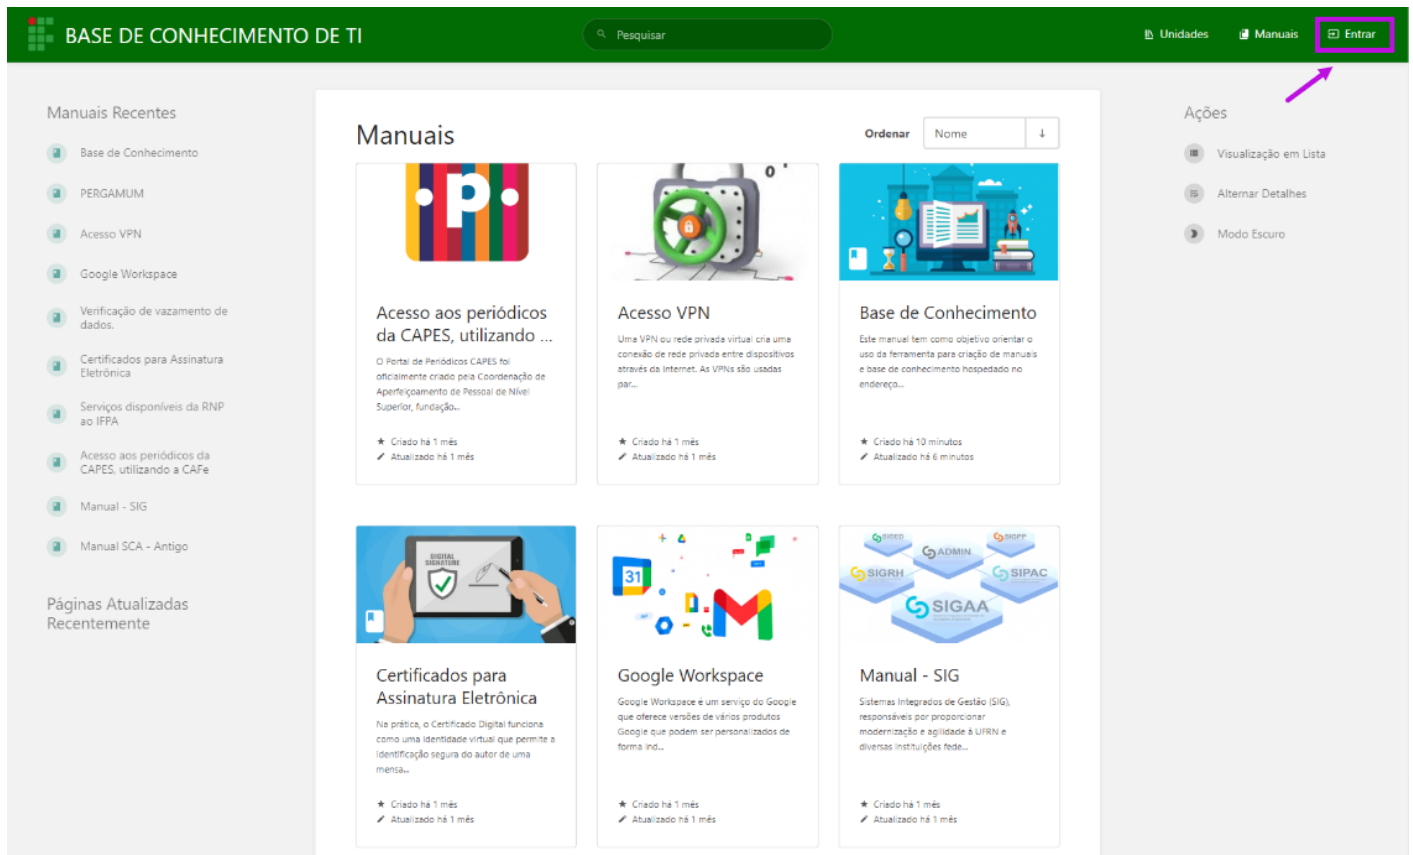 BASE DE CONHECIMENTO DE TI
Pesquisar
Unidades
Manuais
Entrar
Manuais Recentes
Base de Conhecimento
PERGAMUM
Acesso VPN
Google Workspace
Verificação de vazamento de
dados.
Certificados para Assinatura
Eletrônica
Serviços disponíveis da RNP
ao IFPA
Acesso aos periódicos da
CAPES, utilizando a CAFe
Manual - SIG
Manual SCA - Antigo
Páginas Atualizadas
Recentemente
Manuais
Ordenar
Nome
p.
Acesso aos periódicos
da CAPES, utilizando ...
O Portal de Periódicos CAPES foi
oficialmente criado pela Coordenação de
Aperfeiçoamento de Pessoal de Nível
Superior, fundação...
Criado há 1 mês
Atualizado há 1 mês
Acesso VPN
Uma VPN ou rede privada virtual cria uma
conexão de rede privada entre dispositivos
através da Internet. As VPNs são usadas
par...
Criado há 1 mês
Atualizado há 1 mês
Base de Conhecimento
Este manual tem como objetivo orientar o
uso da ferramenta para criação de manuais
e base de conhecimento hospedado no
endereço...
Criado há 10 minutos
Atualizado há 6 minutos
DIGITAL
SIGNATURE
Certificados para
Assinatura Eletrônica
Na prática, o Certificado Digital funciona
como uma identidade virtual que permite a
identificação segura do autor de uma
mensa...
Criado há 1 mês
Atualizado há 1 mês
31
Google Workspace
Google Workspace é um serviço do Google
que oferece versões de vários produtos
Google que podem ser personalizados de
forma ind...
Criado há 1 mês
Atualizado há 1 mês
SIGED
SIGPP
ADMIN
SIGRH
SIPAC
SIGAA
Manual - SIG
Sistemas Integrados de Gestão (SIG),
responsáveis por proporcionar
modernização e agilidade à UFRN e
diversas instituições fede...
Criado há 1 mês
Atualizado há 1 mês
Ações
Visualização em Lista
Alternar Detalhes
Modo Escuro